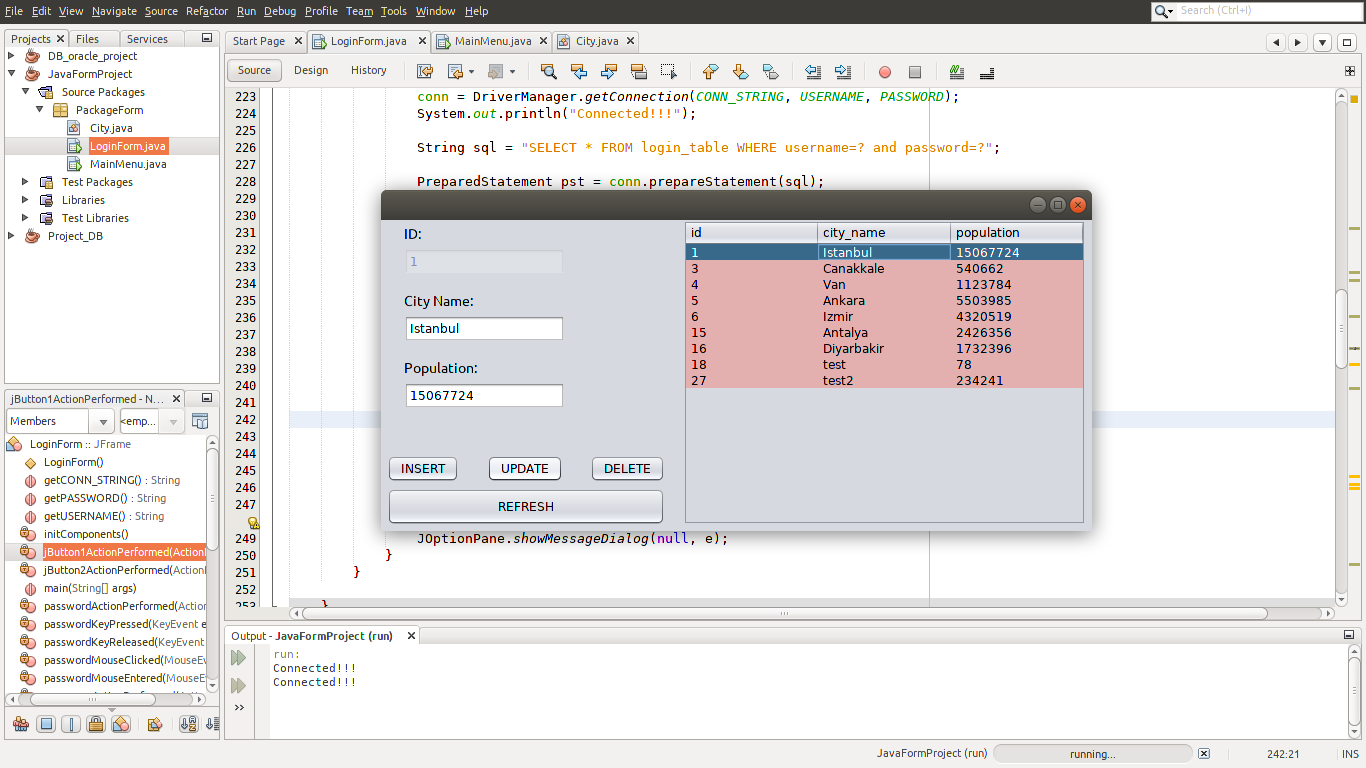 File Edit View Navigate Source Refactor Run Debug Profile Team Tools Window Help
Search (Ctrl+I)
Projects Files Services
DB_oracle_project
JavaFormProject
Source Packages
PackageForm
City.java
LoginForm.java
MainMenu.java
Test Packages
Libraries
Test Libraries
Project_DB
Start Page LoginForm.java MainMenu.java City.java
Source Design History
223 conn = DriverManager.getConnection(CONN_STRING, USERNAME, PASSWORD);
224 System.out.println("Connected!!!");
225
226 String sql = "SELECT * FROM login_table WHERE username=? and password=?";
227
228 PreparedStatement pst = conn.prepareStatement(sql);
229
230
231
232
233
234
235
236
237
238
239
240
241
242
243
244
245
246
247
249 JOptionPane.showMessageDialog(null, e);
250 }
251 }
252
253 }
ID:
1
City Name:
Istanbul
Population:
15067724
INSERT UPDATE DELETE
REFRESH
id city_name population
1 Istanbul 15067724
3 Canakkale 540662
4 Van 1123784
5 Ankara 5503985
6 Izmir 4320519
15 Antalya 2426356
16 Diyarbakir 1732396
18 test 78
27 test2 234241
jButton1ActionPerformed - N...
Members <emp...
LoginForm :: JFrame
LoginForm()
getCONN_STRING() : String
getPASSWORD() : String
getUSERNAME() : String
initComponents()
jButton1ActionPerformed(Action
jButton2ActionPerformed(Action
main(String[] args)
passwordActionPerformed(Action
passwordKeyPressed(KeyEvent e
passwordKeyReleased(KeyEvent
passwordMouseClicked(MouseEv
passwordMouseEntered(MouseE
Output - JavaFormProject (run)
run:
Connected!!!
Connected!!!
JavaFormProject (run) running... 242:21 INS